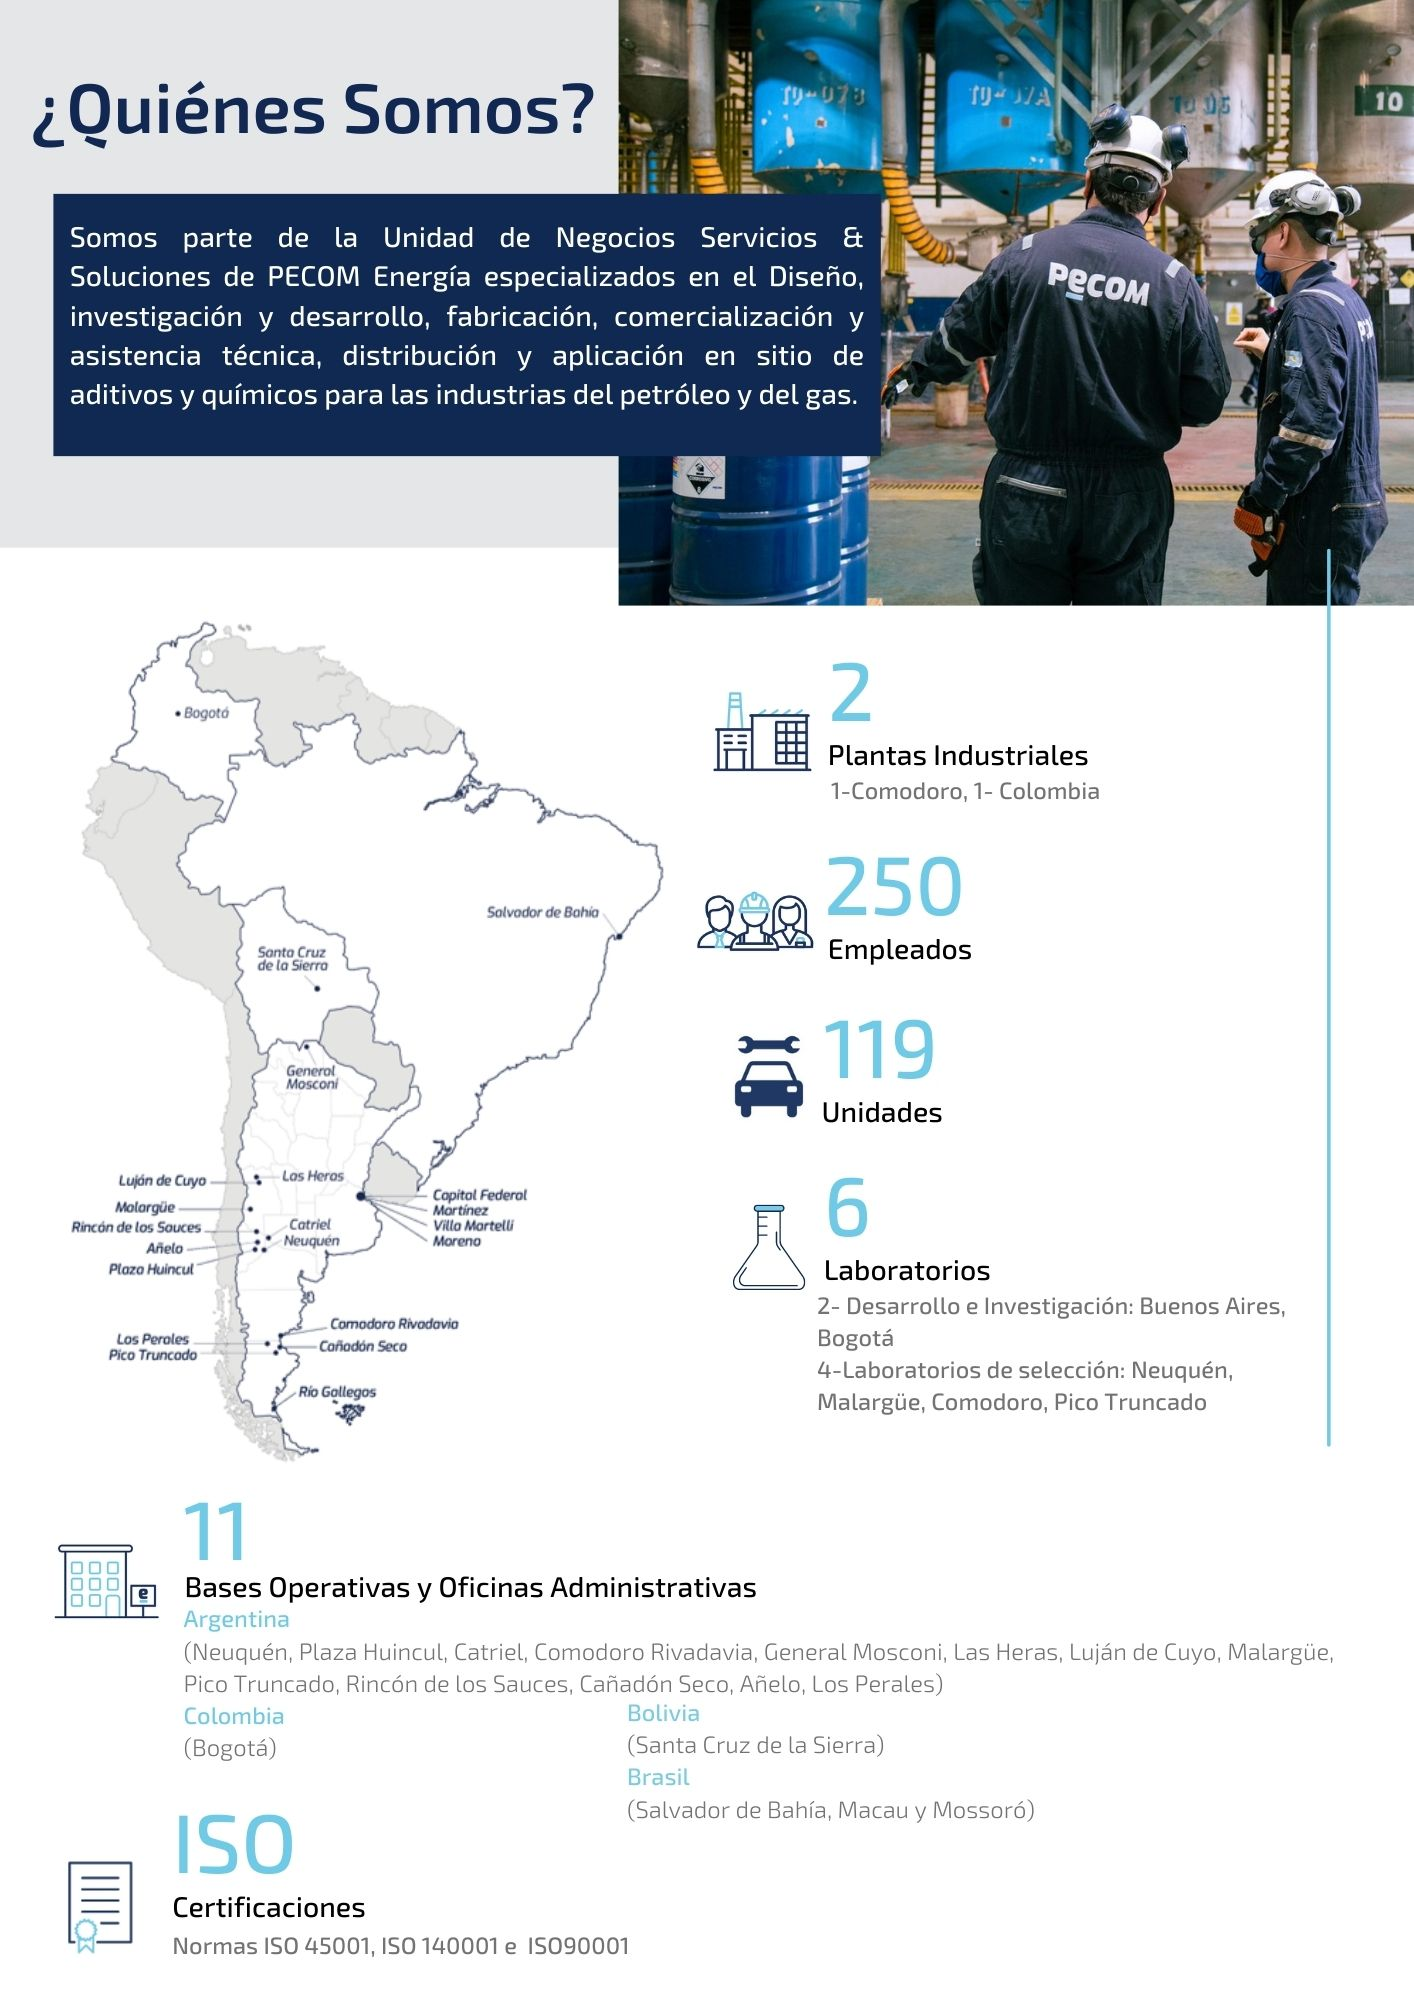 ¿Quiénes Somos?
TQ-07B
TQ-17A
10
Somos parte de la Unidad de Negocios Servicios &
Soluciones de PECOM Energía especializados en el Diseño,
investigación y desarrollo, fabricación, comercialización y
asistencia técnica, distribución y aplicación en sitio de
aditivos y químicos para las industrias del petróleo y del gas.
PECOM
Bogotá
Salvador de Bahía
Santa Cruz
de la Sierra
General
Mosconi
Luján de Cuyo
Las Heras
Malargüe
Rincón de los Sauces
Añelo
Plaza Huincul
Catriel
Neuquén
Capital Federal
Martínez
Villa Martelli
Moreno
Comodoro Rivadavia
Los Perales
Cañadón Seco
Pico Truncado
Río Gallegos
2
Plantas Industriales
1-Comodoro, 1- Colombia
250
Empleados
119
Unidades
6
Laboratorios
2- Desarrollo e Investigación: Buenos Aires,
Bogotá
4-Laboratorios de selección: Neuquén,
Malargüe, Comodoro, Pico Truncado
11
Bases Operativas y Oficinas Administrativas
Argentina
(Neuquén, Plaza Huincul, Catriel, Comodoro Rivadavia, General Mosconi, Las Heras, Luján de Cuyo, Malargüe,
Pico Truncado, Rincón de los Sauces, Cañadón Seco, Añelo, Los Perales)
Colombia
(Bogotá)
Bolivia
(Santa Cruz de la Sierra)
Brasil
(Salvador de Bahía, Macau y Mossoró)
ISO
Certificaciones
Normas ISO 45001, ISO 140001 e ISO90001